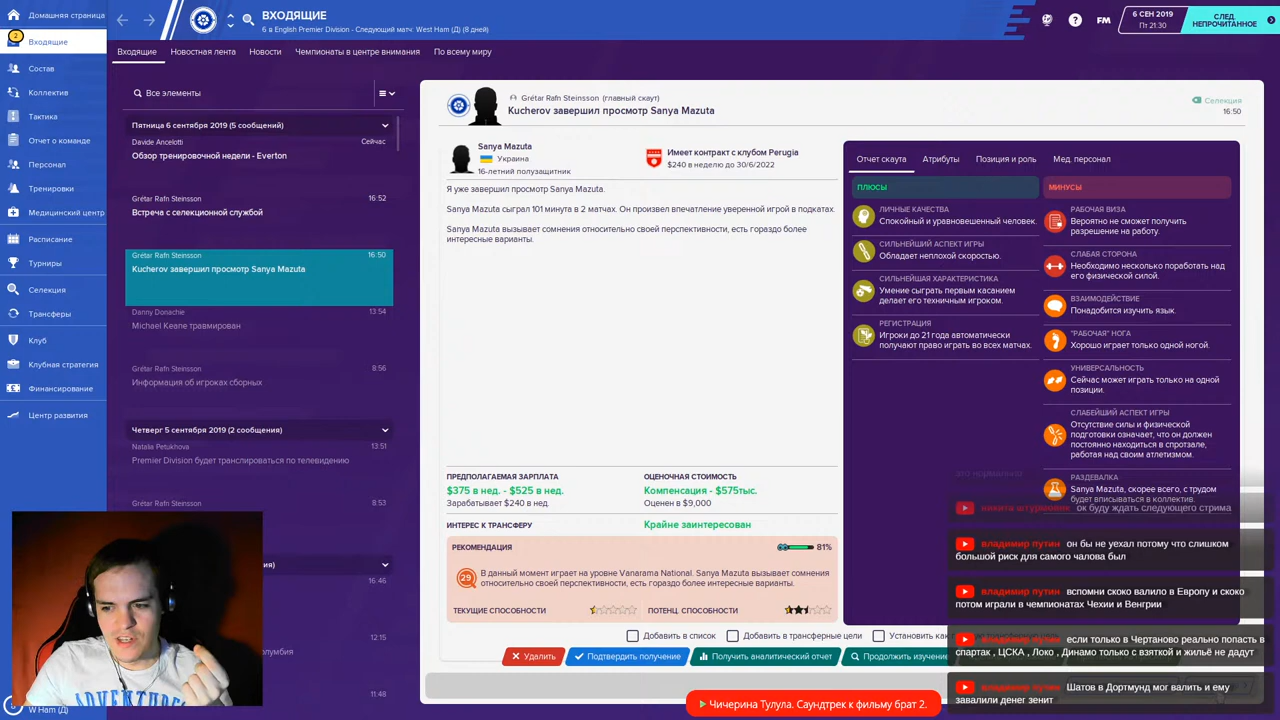 Домашняя страница
ВХОДЯЩИЕ
6 в English Premier Division - Следующий матч: West Ham (Д) (8 дней)
FM
6 СЕН 2019
Пт 21:30
СЛЕД.
НЕПРОЧИТАННОЕ
2
Входящие
Состав
Коллектив
Тактика
Отчет о команде
Персонал
Тренировки
Медицинский центр
Расписание
Турниры
Селекция
Трансферы
Клуб
Клубная стратегия
Финансирование
Центр развития
W Ham (Д)
Входящие
Новостная лента
Новости
Чемпионаты в центре внимания
По всему миру
Все элементы
Пятница 6 сентября 2019 (5 сообщений)
Davide Ancelotti
Сейчас
Обзор тренировочной недели - Everton
Grétar Rafn Steinsson
16:52
Встреча с селекционной службой
Grétar Rafn Steinsson
16:50
Kucherov завершил просмотр Sanya Mazuta
Danny Donachie
13:54
Michael Keane травмирован
Grétar Rafn Steinsson
8:56
Информация об игроках сборных
Четверг 5 сентября 2019 (2 сообщения)
Natalia Petukhova
13:51
Premier Division будет транслироваться по телевидению
Grétar Rafn Steinsson
8:53
16:46
12:15
11:48
Grétar Rafn Steinsson (главный скаут)
Kucherov завершил просмотр Sanya Mazuta
Селекция
16:50
Sanya Mazuta
Украина
16-летний полузащитник
Имеет контракт с клубом Perugia
$240 в неделю до 30/6/2022
Я уже завершил просмотр Sanya Mazuta.
Sanya Mazuta сыграл 101 минута в 2 матчах. Он произвел впечатление уверенной игрой в подкатах.
Sanya Mazuta вызывает сомнения относительно своей перспективности, есть гораздо более
интересные варианты.
ПРЕДПОЛАГАЕМАЯ ЗАРПЛАТА
$375 в нед. - $525 в нед.
Зарабатывает $240 в нед.
ОЦЕНОЧНАЯ СТОИМОСТЬ
Компенсация - $575тыс.
Оценен в $9,000
ИНТЕРЕС К ТРАНСФЕРУ
Крайне заинтересован
РЕКОМЕНДАЦИЯ
81%
29
В данный момент играет на уровне Vanarama National. Sanya Mazuta вызывает сомнения
относительно своей перспективности, есть гораздо более интересные варианты.
ТЕКУЩИЕ СПОСОБНОСТИ
ПОТЕНЦ. СПОСОБНОСТИ
Отчет скаута
Атрибуты
Позиция и роль
Мед. персонал
ПЛЮСЫ
ЛИЧНЫЕ КАЧЕСТВА
Спокойный и уравновешенный человек.
СИЛЬНЕЙШИЙ АСПЕКТ ИГРЫ
Обладает неплохой скоростью.
СИЛЬНЕЙШАЯ ХАРАКТЕРИСТИКА
Умение сыграть первым касанием
делает его техничным игроком.
РЕГИСТРАЦИЯ
Игроки до 21 года автоматически
получают право играть во всех матчах.
МИНУСЫ
РАБОЧАЯ ВИЗА
Вероятно не сможет получить
разрешение на работу.
СЛАБАЯ СТОРОНА
Необходимо несколько поработать над
его физической силой.
ВЗАИМОДЕЙСТВИЕ
Понадобится изучить язык.
"РАБОЧАЯ" НОГА
Хорошо играет только одной ногой.
УНИВЕРСАЛЬНОСТЬ
Сейчас может играть только на одной
позиции.
СЛАБЕЙШИЙ АСПЕКТ ИГРЫ
Отсутствие силы и физической
подготовки означает, что он должен
постоянно находиться в спротзале,
работая над своим атлетизмом.
РАЗДЕВАЛКА
Sanya Mazuta, скорее всего, с трудом
будет вписываться в коллектив.
Добавить в список
Добавить в трансферные цели
Установить как
Удалить
Подтвердить получение
Получить аналитический отчет
Продолжить изучение
ок буду ждать следующего стрима
владимир путин он бы не уехал потому что слишком
большой риск для самого чалова был
владимир путин вспомни скоко валило в Европу и скоко
потом играли в чемпионатах Чехии и Венгрии
владимир путин если только в Чертаново реально попасть в
спартак , ЦСКА , Локо , Динамо только с взяткой и жильё не дадут
владимир путин Шатов в Дортмунд мог валить и ему
завалили денег зенит
Чичерина Тулула. Саундтрек к фильму брат 2.